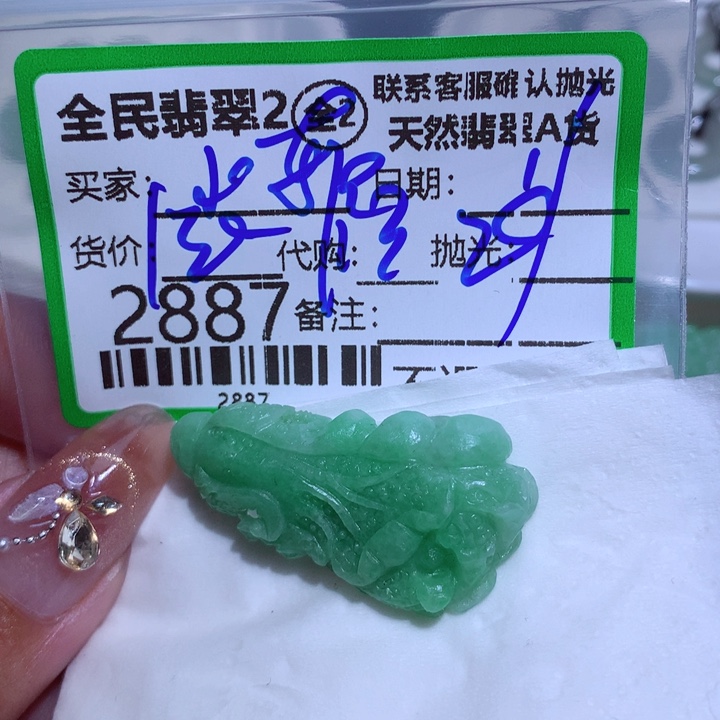 全民翡翠2 全2 联系客服确认抛光
天然翡翠A货
买家： 日期：
货价 代购： 抛光：
2887 备注：
2887